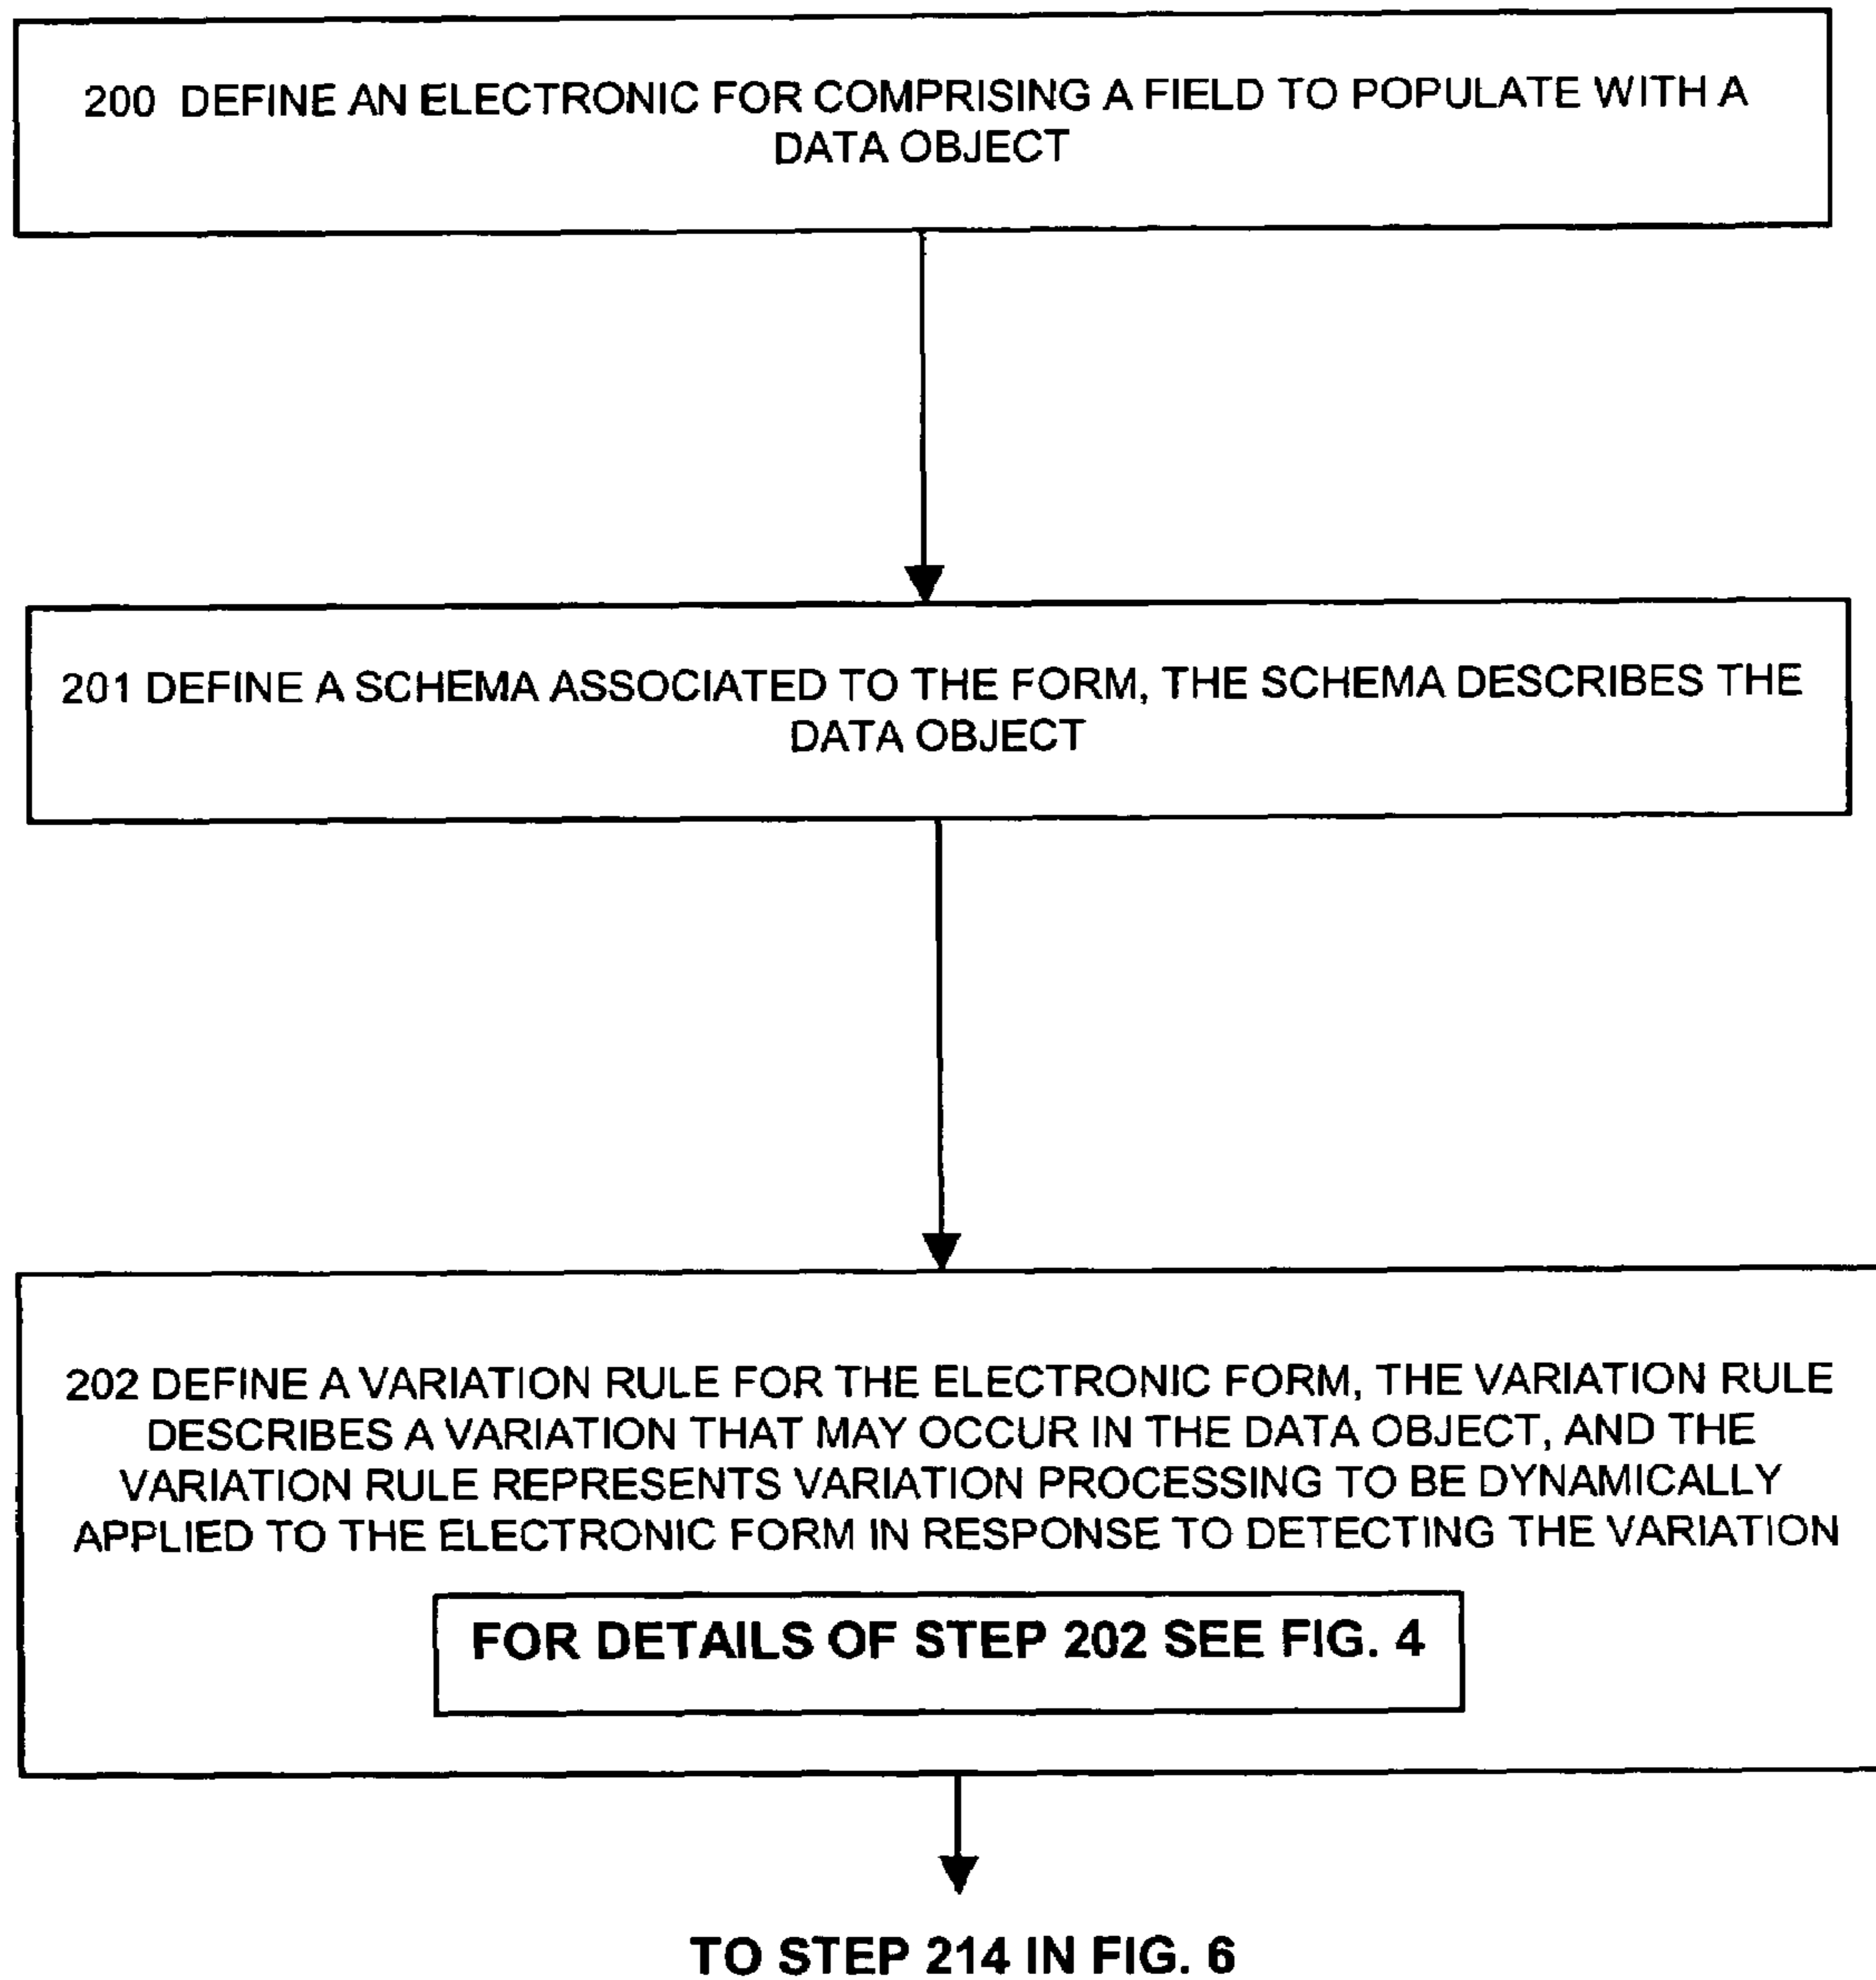 200 DEFINE AN ELECTRONIC FOR COMPRISING A FIELD TO POPULATE WITH A
DATA OBJECT
201 DEFINE A SCHEMA ASSOCIATED TO THE FORM, THE SCHEMA DESCRIBES THE
DATA OBJECT
202 DEFINE A VARIATION RULE FOR THE ELECTRONIC FORM, THE VARIATION RULE
DESCRIBES A VARIATION THAT MAY OCCUR IN THE DATA OBJECT, AND THE
VARIATION RULE REPRESENTS VARIATION PROCESSING TO BE DYNAMICALLY
APPLIED TO THE ELECTRONIC FORM IN RESPONSE TO DETECTING THE VARIATION
FOR DETAILS OF STEP 202 SEE FIG. 4
TO STEP 214 IN FIG. 6